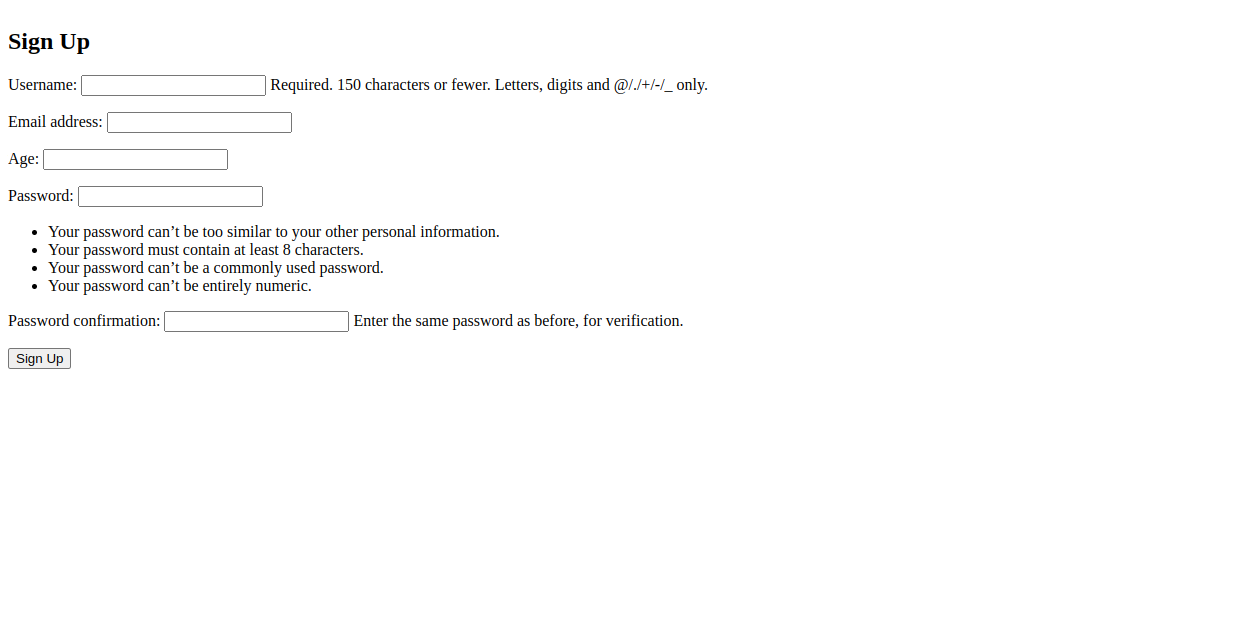 Sign Up
Username: Required. 150 characters or fewer. Letters, digits and @/./+/-/_ only.
Email address:
Age:
Password:
Your password can’t be too similar to your other personal information.
Your password must contain at least 8 characters.
Your password can’t be a commonly used password.
Your password can’t be entirely numeric.
Password confirmation: Enter the same password as before, for verification.
Sign Up